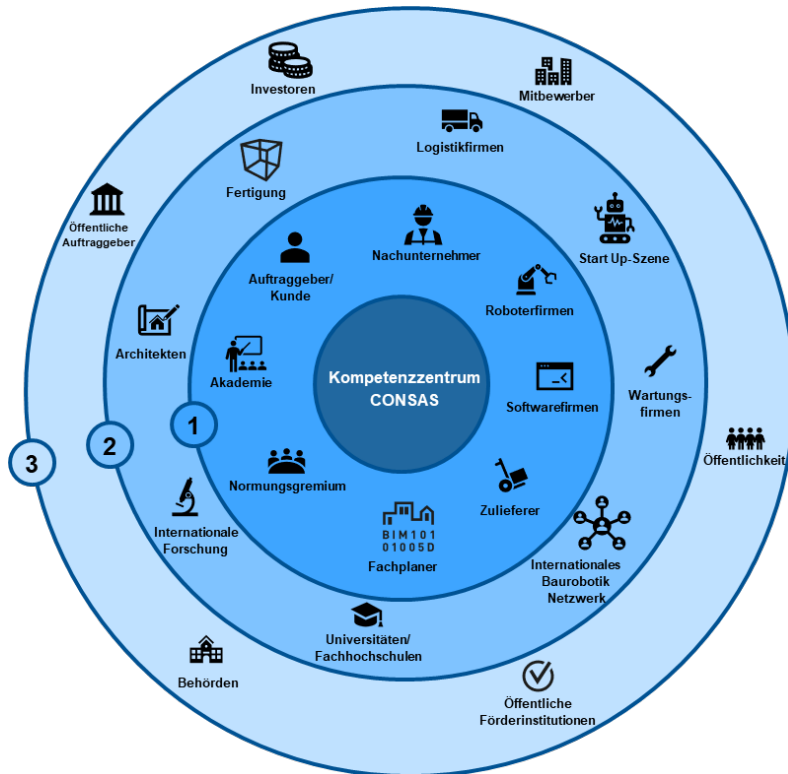 Investoren
Mitbewerber
Logistikfirmen
Fertigung
Öffentliche
Auftraggeber
Nachunternehmer
Start Up-Szene
Auftraggeber/
Kunde
Roboterfirmen
Architekten
Akademie
Kompetenzzentrum
CONSAS
Softwarefirmen
Wartungs-
firmen
1
2
3
Öffentlichkeit
Normungsgremium
Zulieferer
Internationale
Forschung
BIM101
01005D
Fachplaner
Internationales
Baurobotik
Netzwerk
Universitäten/
Fachhochschulen
Behörden
Öffentliche
Förderinstitutionen